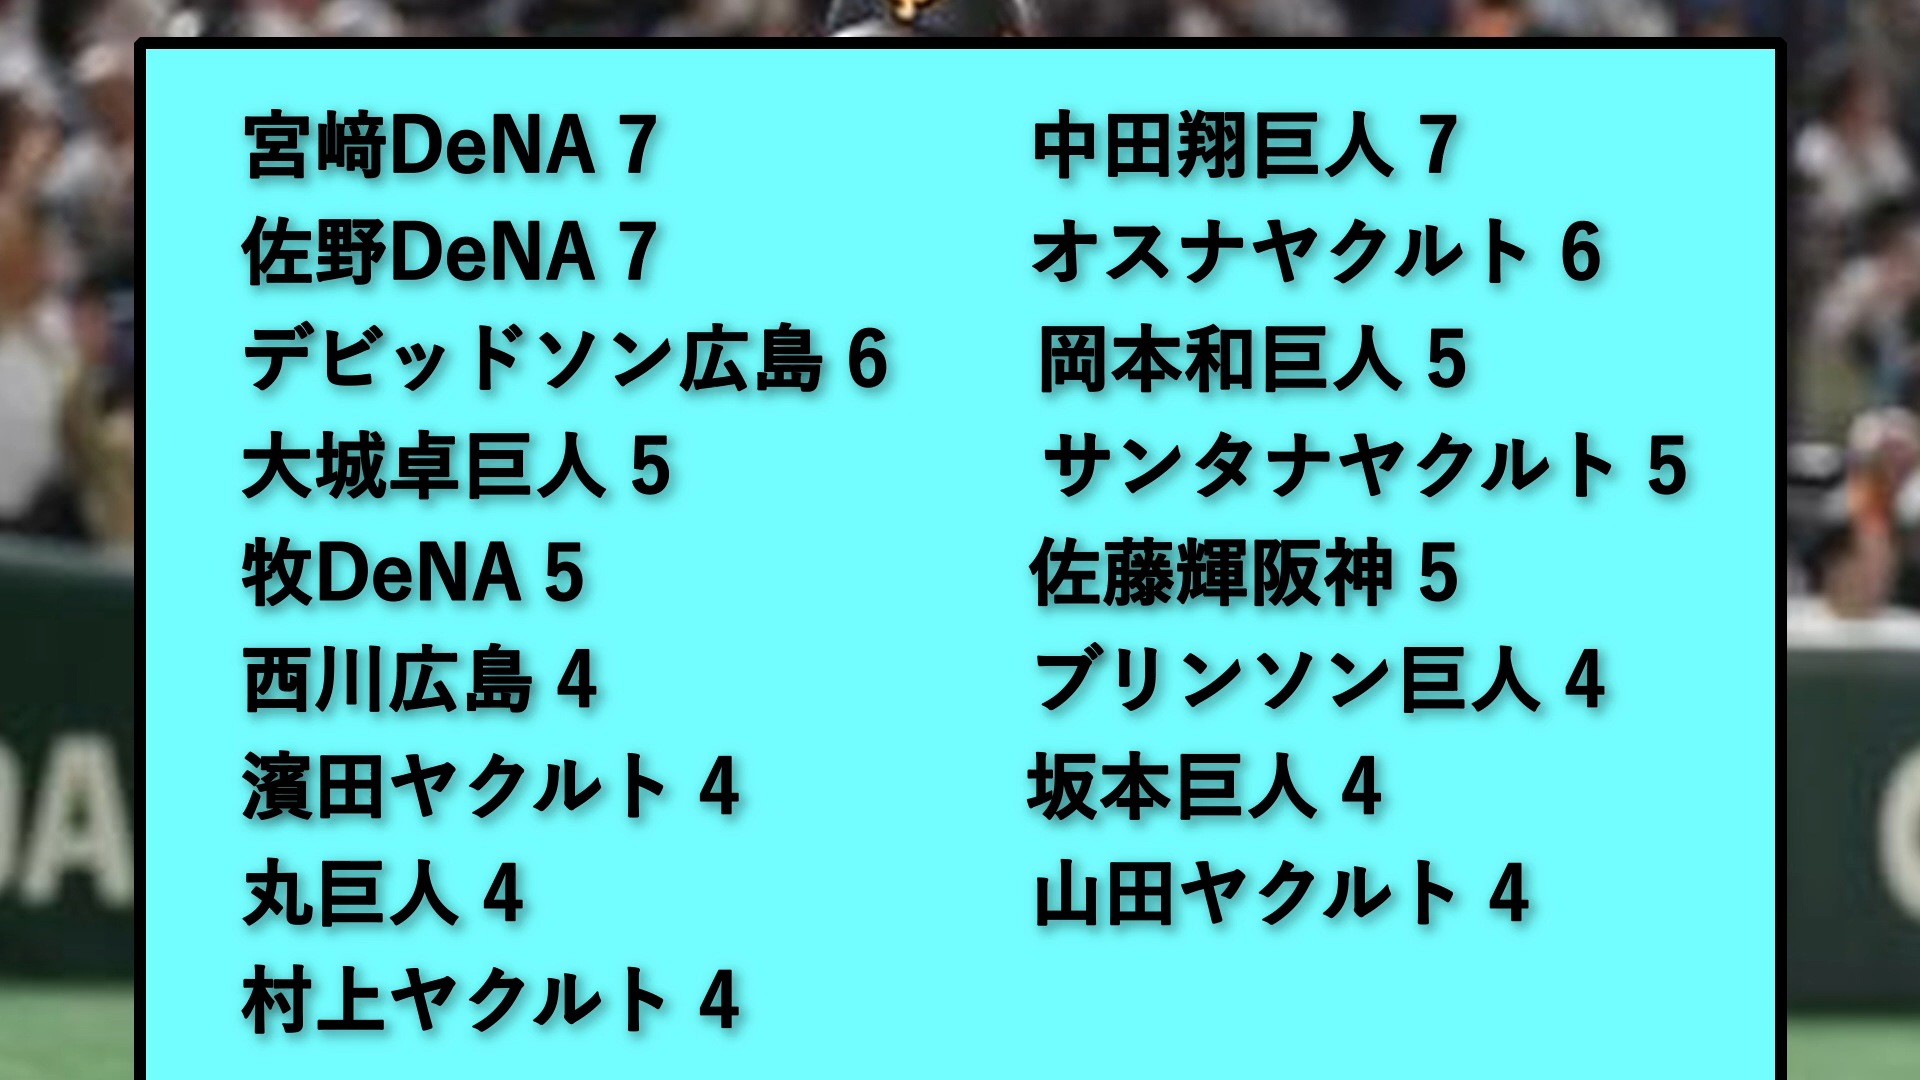 宮﨑DeNA 7
佐野DeNA 7
デビッドソン広島 6
大城卓巨人 5
牧DeNA 5
西川広島 4
濱田ヤクルト 4
丸巨人 4
村上ヤクルト 4
中田翔巨人 7
オスナヤクルト 6
岡本和巨人 5
サンタナヤクルト 5
佐藤輝阪神 5
ブリンソン巨人 4
坂本巨人 4
山田ヤクルト 4